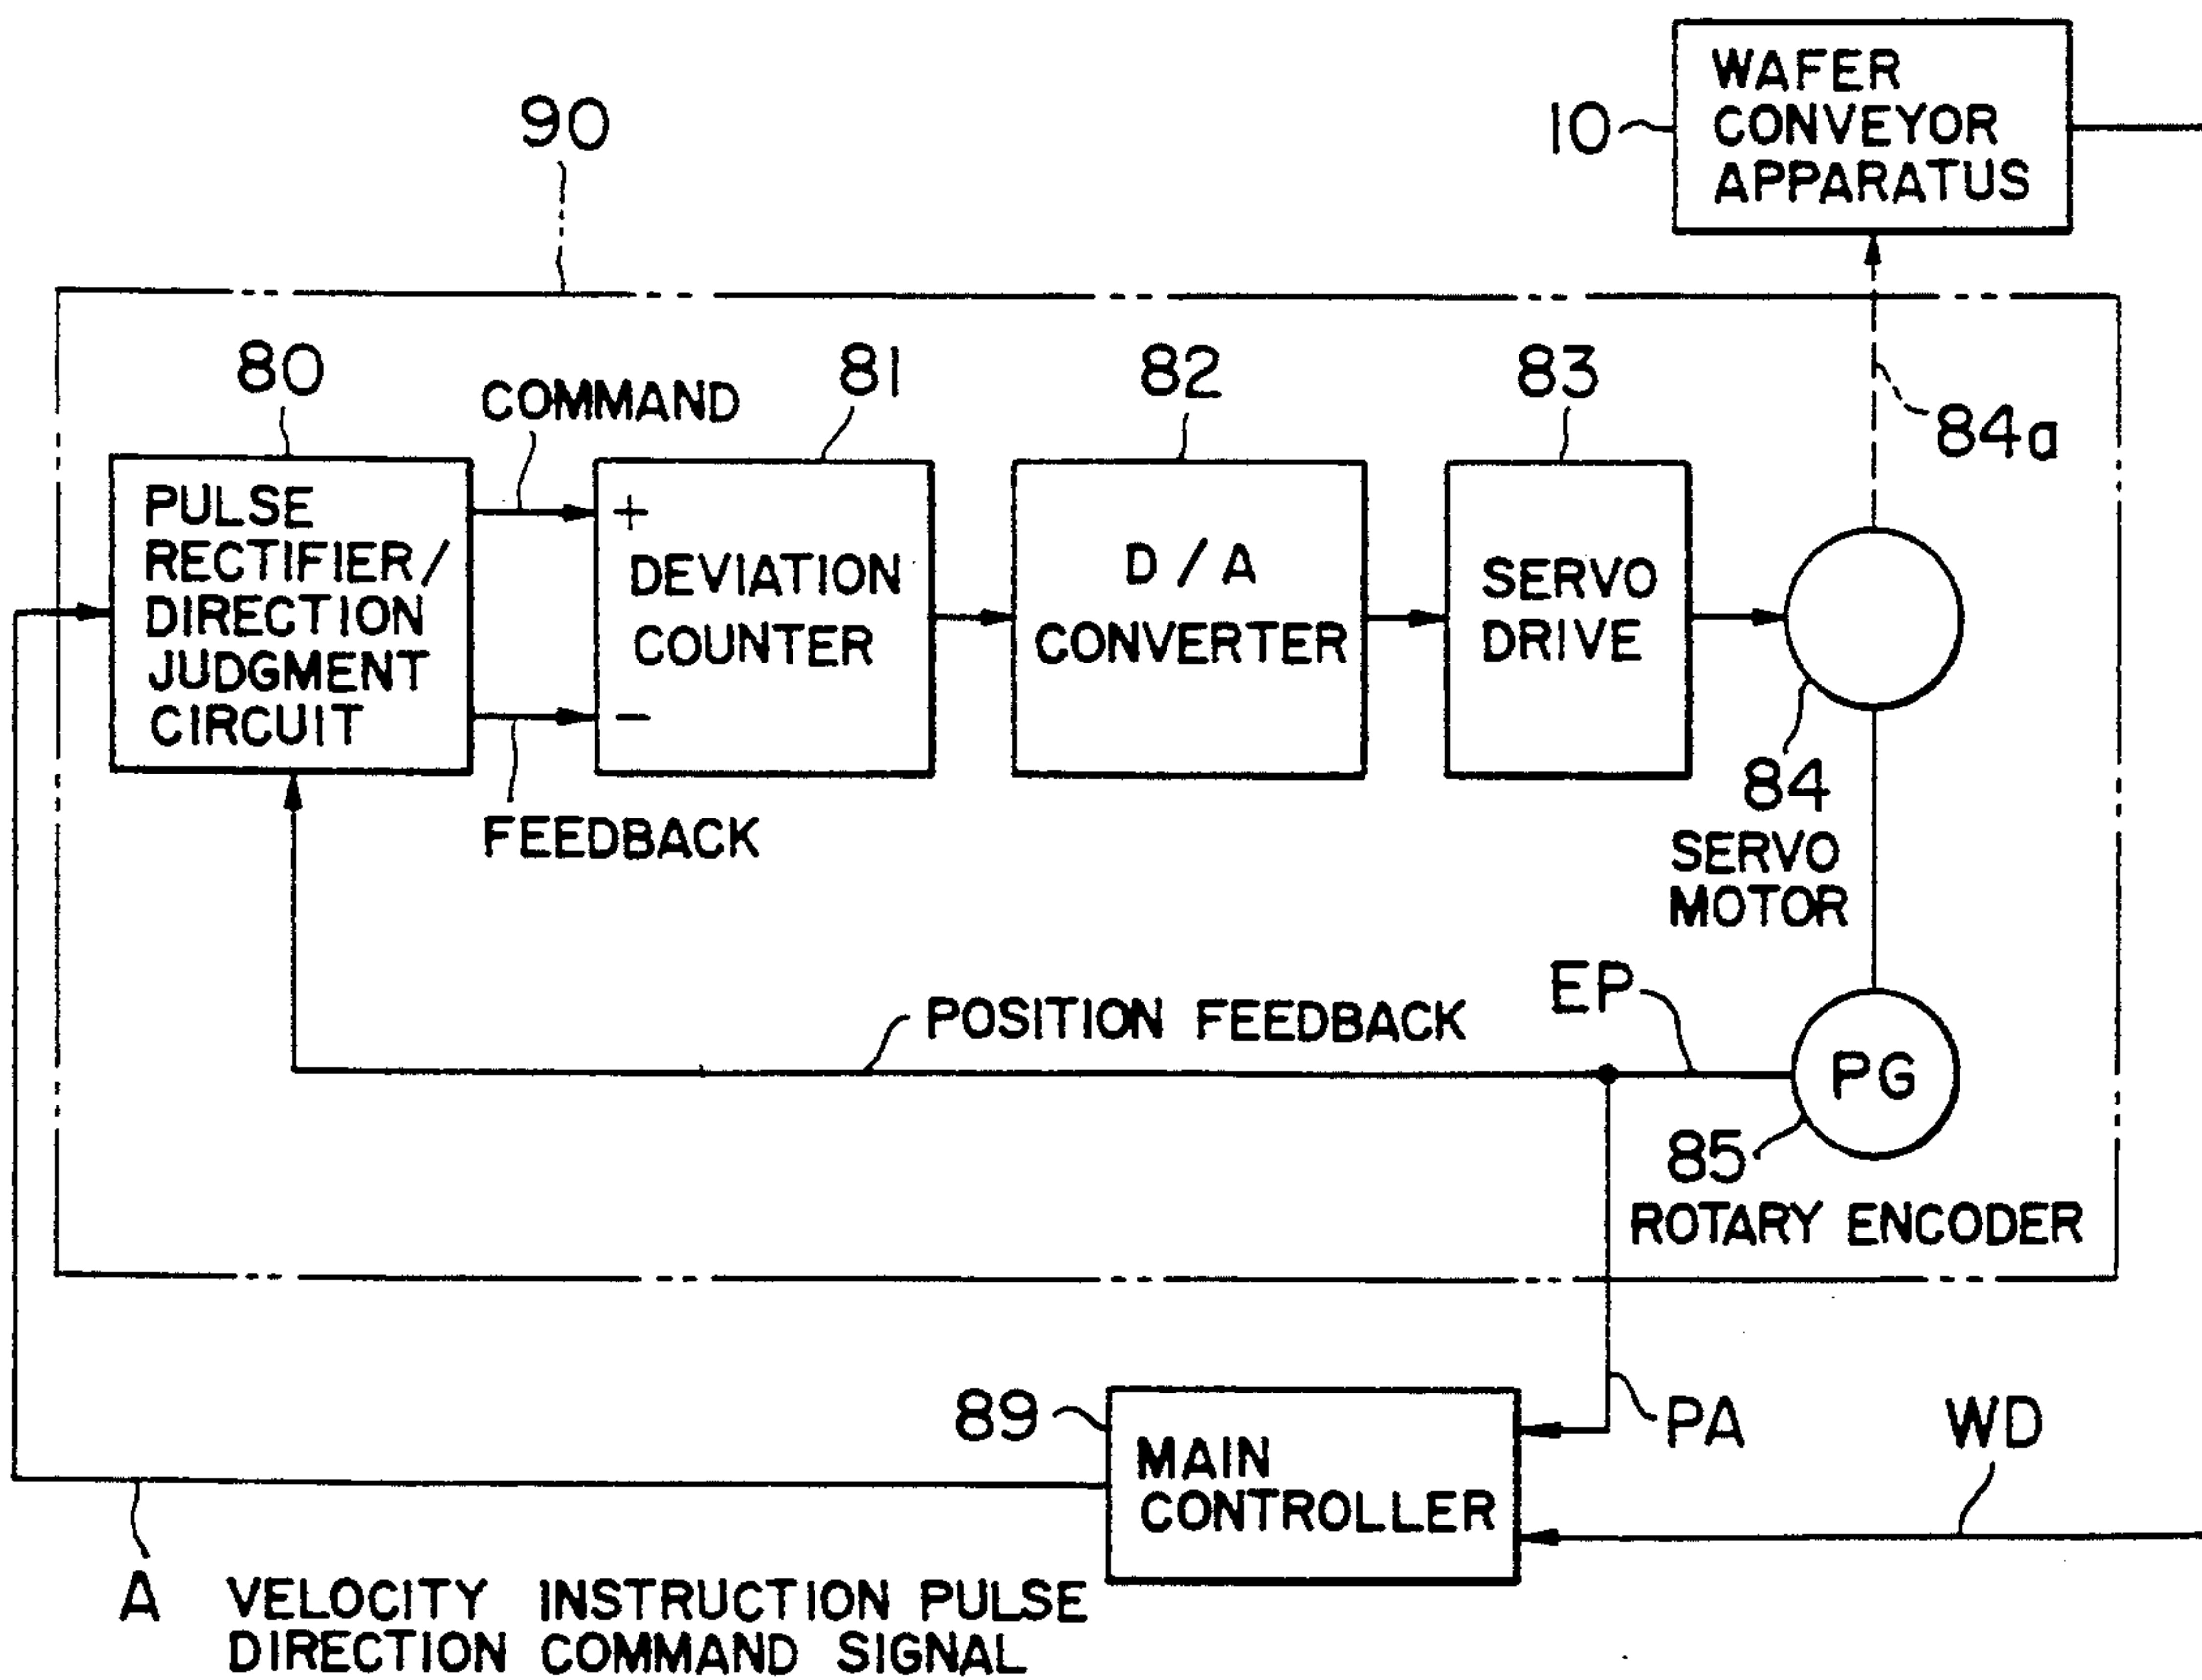 WAFER
CONVEYOR
APPARATUS
10
90
80
COMMAND
81
82
83
84a
PULSE
RECTIFIER/
DIRECTION
JUDGMENT
CIRCUIT
+
DEVIATION
COUNTER
−
D/A
CONVERTER
SERVO
DRIVE
84
SERVO
MOTOR
FEEDBACK
POSITION FEEDBACK
EP
PG
85
ROTARY ENCODER
89
MAIN
CONTROLLER
PA
WD
A
VELOCITY INSTRUCTION PULSE
DIRECTION COMMAND SIGNAL